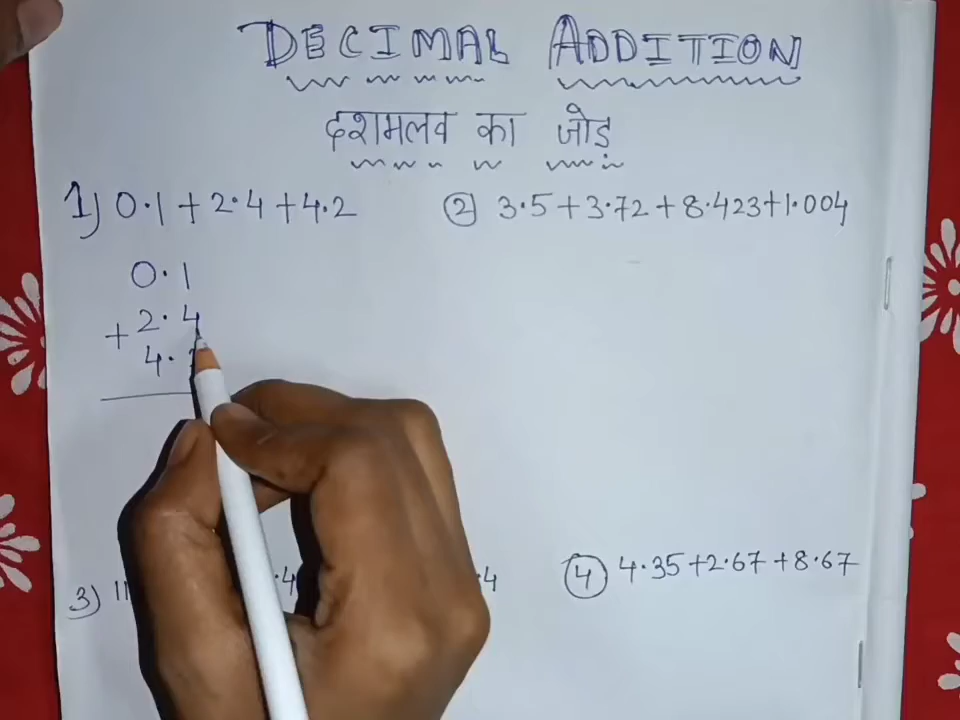 DECIMAL ADDITION
दशमलव का जोड़
1) 0.1 + 2.4 + 4.2
② 3.5 + 3.72 + 8.423 + 1.004
0.1
2.4
+
4.
3)
④ 4.35 + 2.67 + 8.67